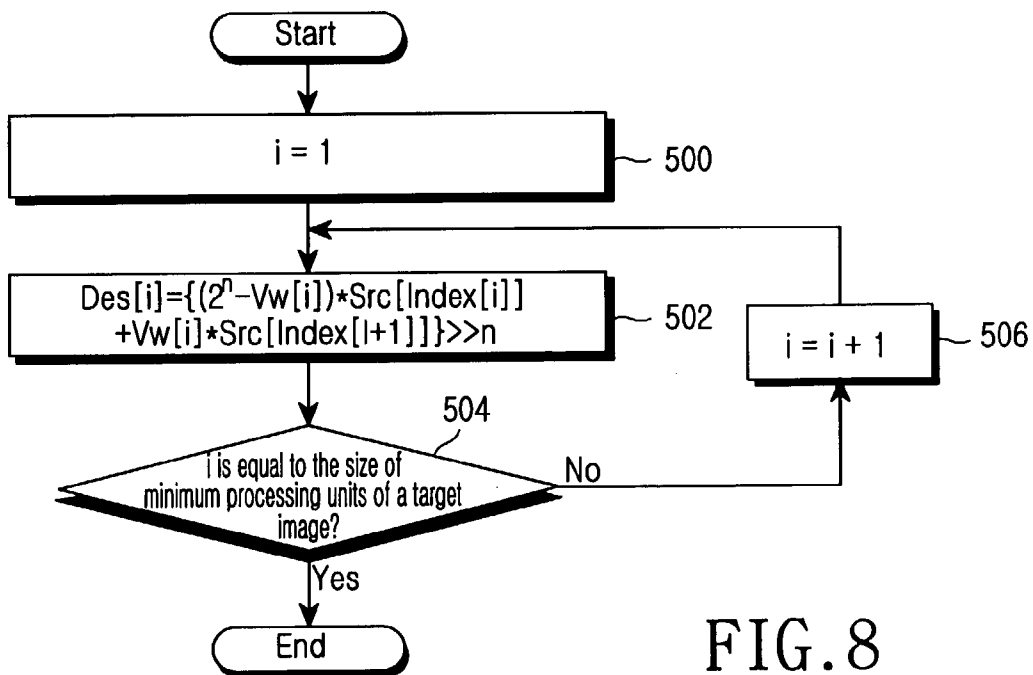 Start
i = 1
500
Des[i]={(2ⁿ-Vw[i])*Src[Index[i]]
+Vw[i]*Src[Index[I+1]]}>>n
502
i = i + 1
506
504
i is equal to the size of
minimum processing units of a target
image?
No
Yes
End
FIG.8